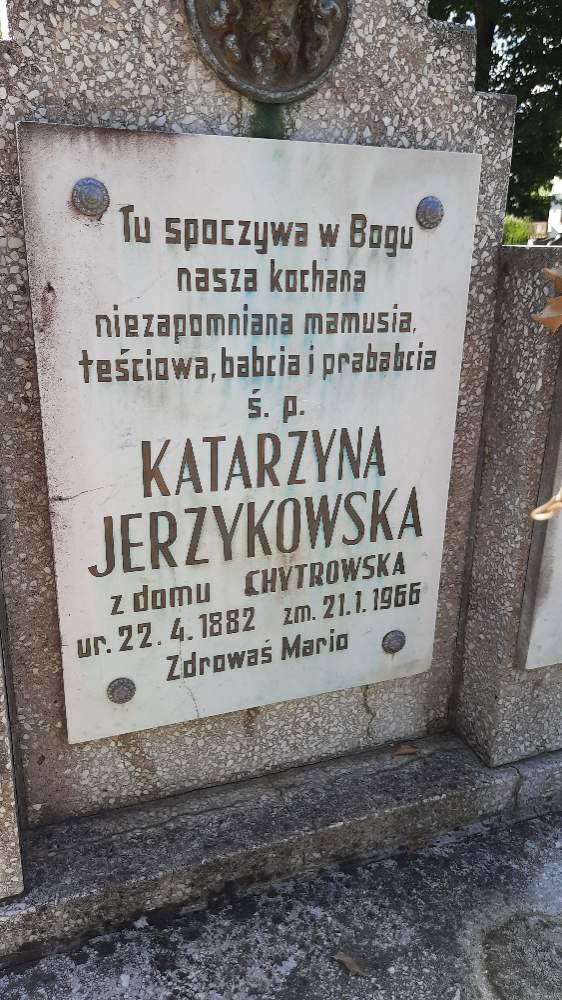 Tu spoczywa w Bogu
nasza kochana
niezapomniana mamusia,
teściowa, babcia i prababcia
ś. p.
KATARZYNA
JERZYKOWSKA
z domu CHYTROWSKA
ur. 22. 4. 1882 zm. 21. 1. 1966
Zdrowaś Mario